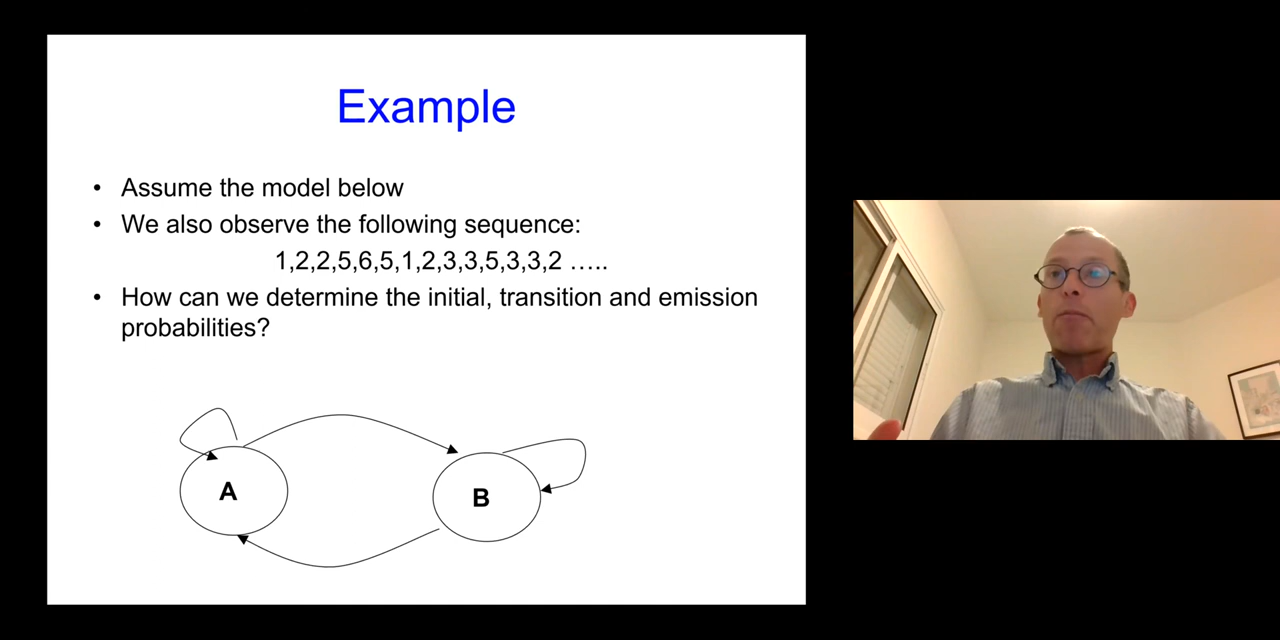 Example
• Assume the model below
• We also observe the following sequence:
1,2,2,5,6,5,1,2,3,3,5,3,3,2 …..
• How can we determine the initial, transition and emission
probabilities?
A
B